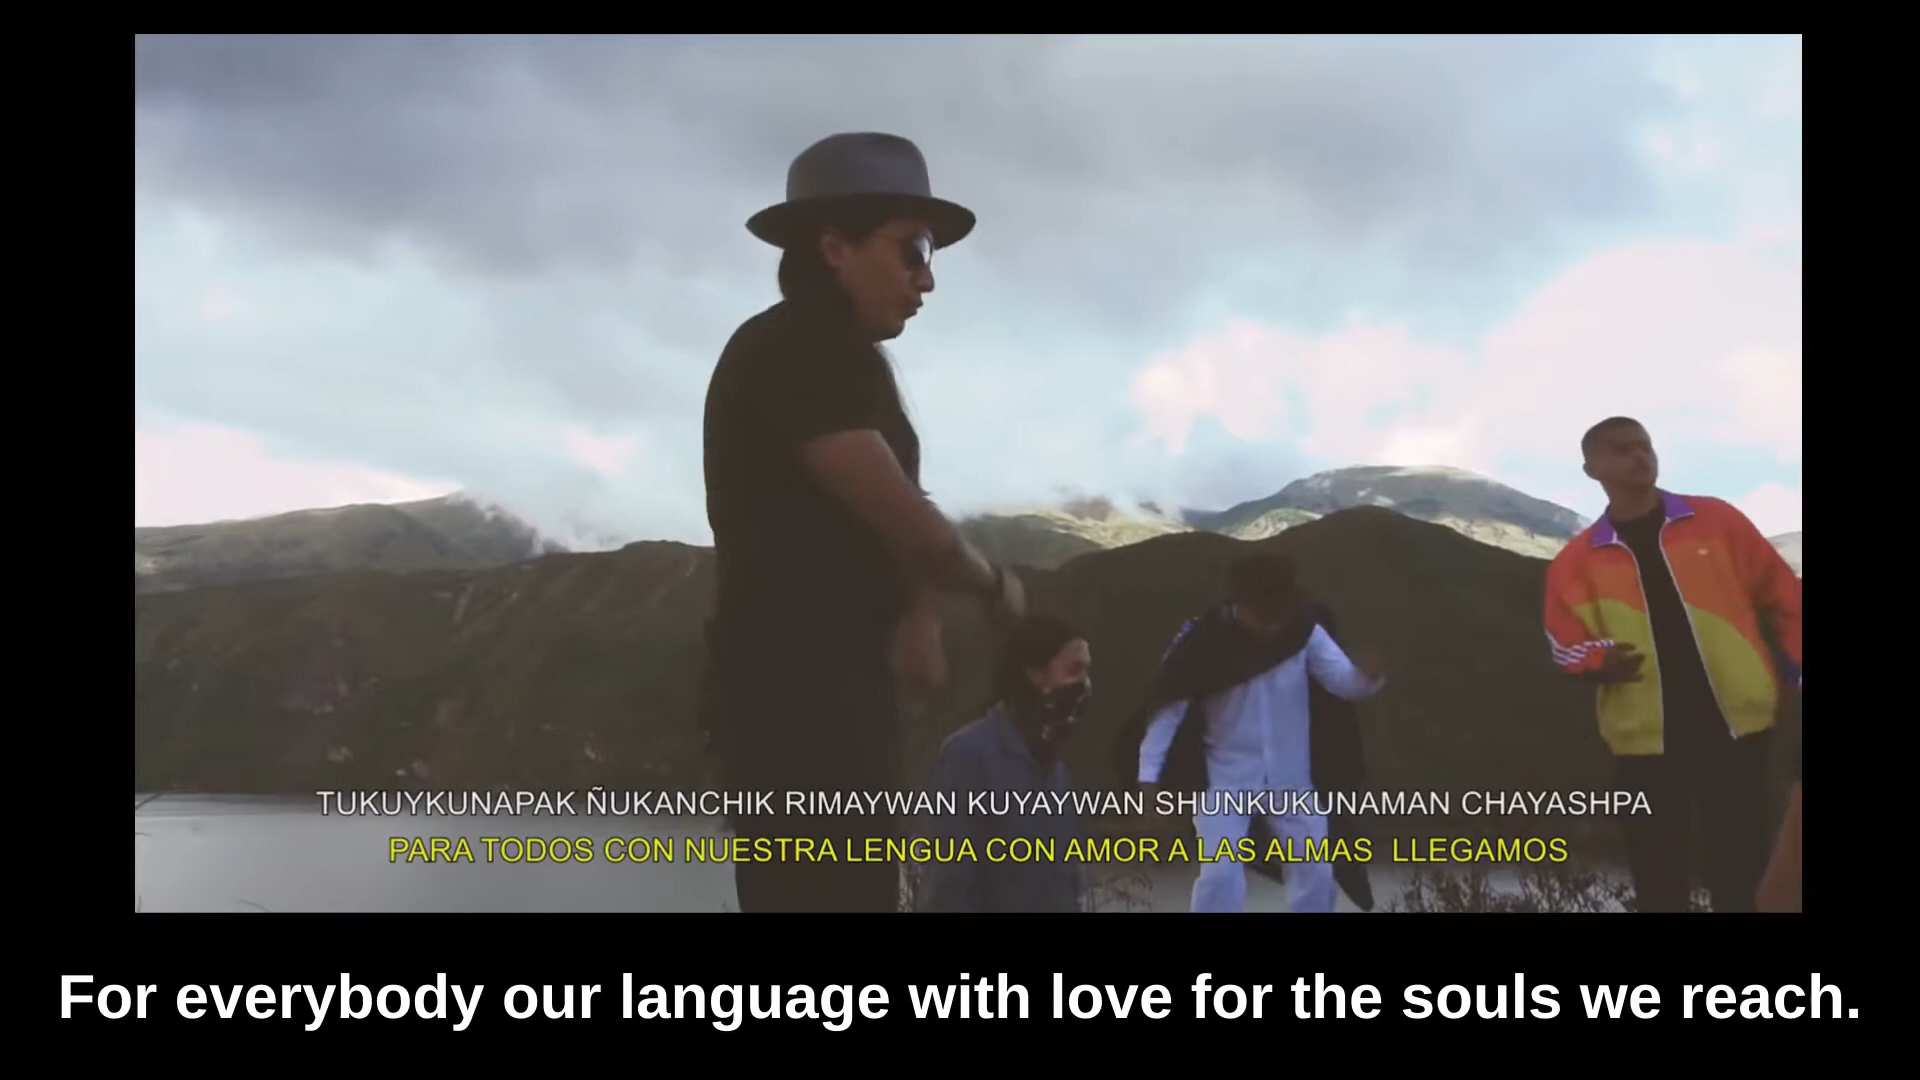 TUKUYKUNAPAK ÑUKANCHIK RIMAYWAN KUYAYWAN SHUNKUKUNAMAN CHAYASHPA
PARA TODOS CON NUESTRA LENGUA CON AMOR A LAS ALMAS LLEGAMOS
For everybody our language with love for the souls we reach.